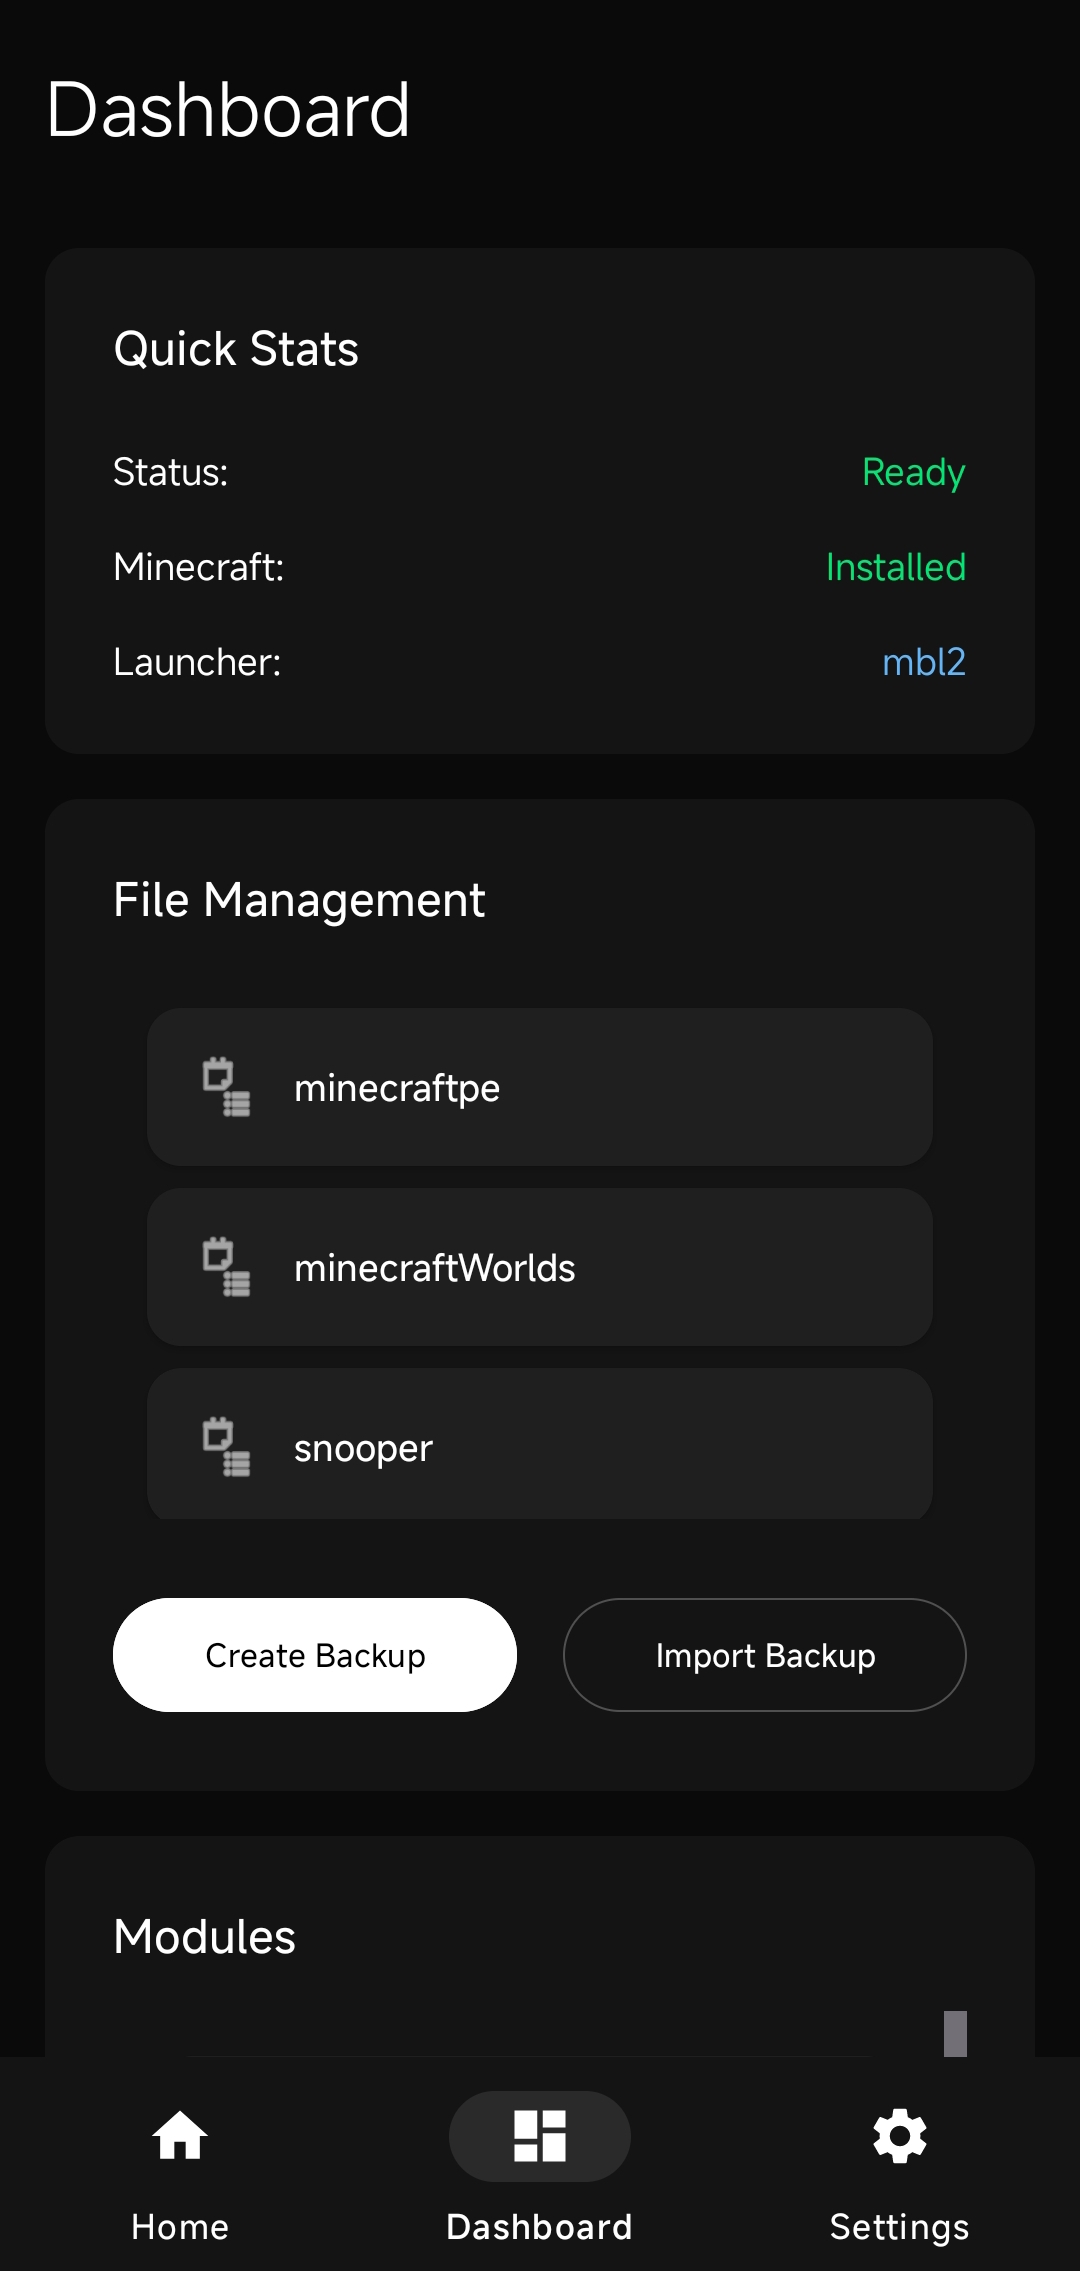 Dashboard
Quick Stats
Status: Ready
Minecraft: Installed
Launcher: mbl2
File Management
minecraftpe
minecraftWorlds
snooper
Create Backup Import Backup
Modules
Home Dashboard Settings